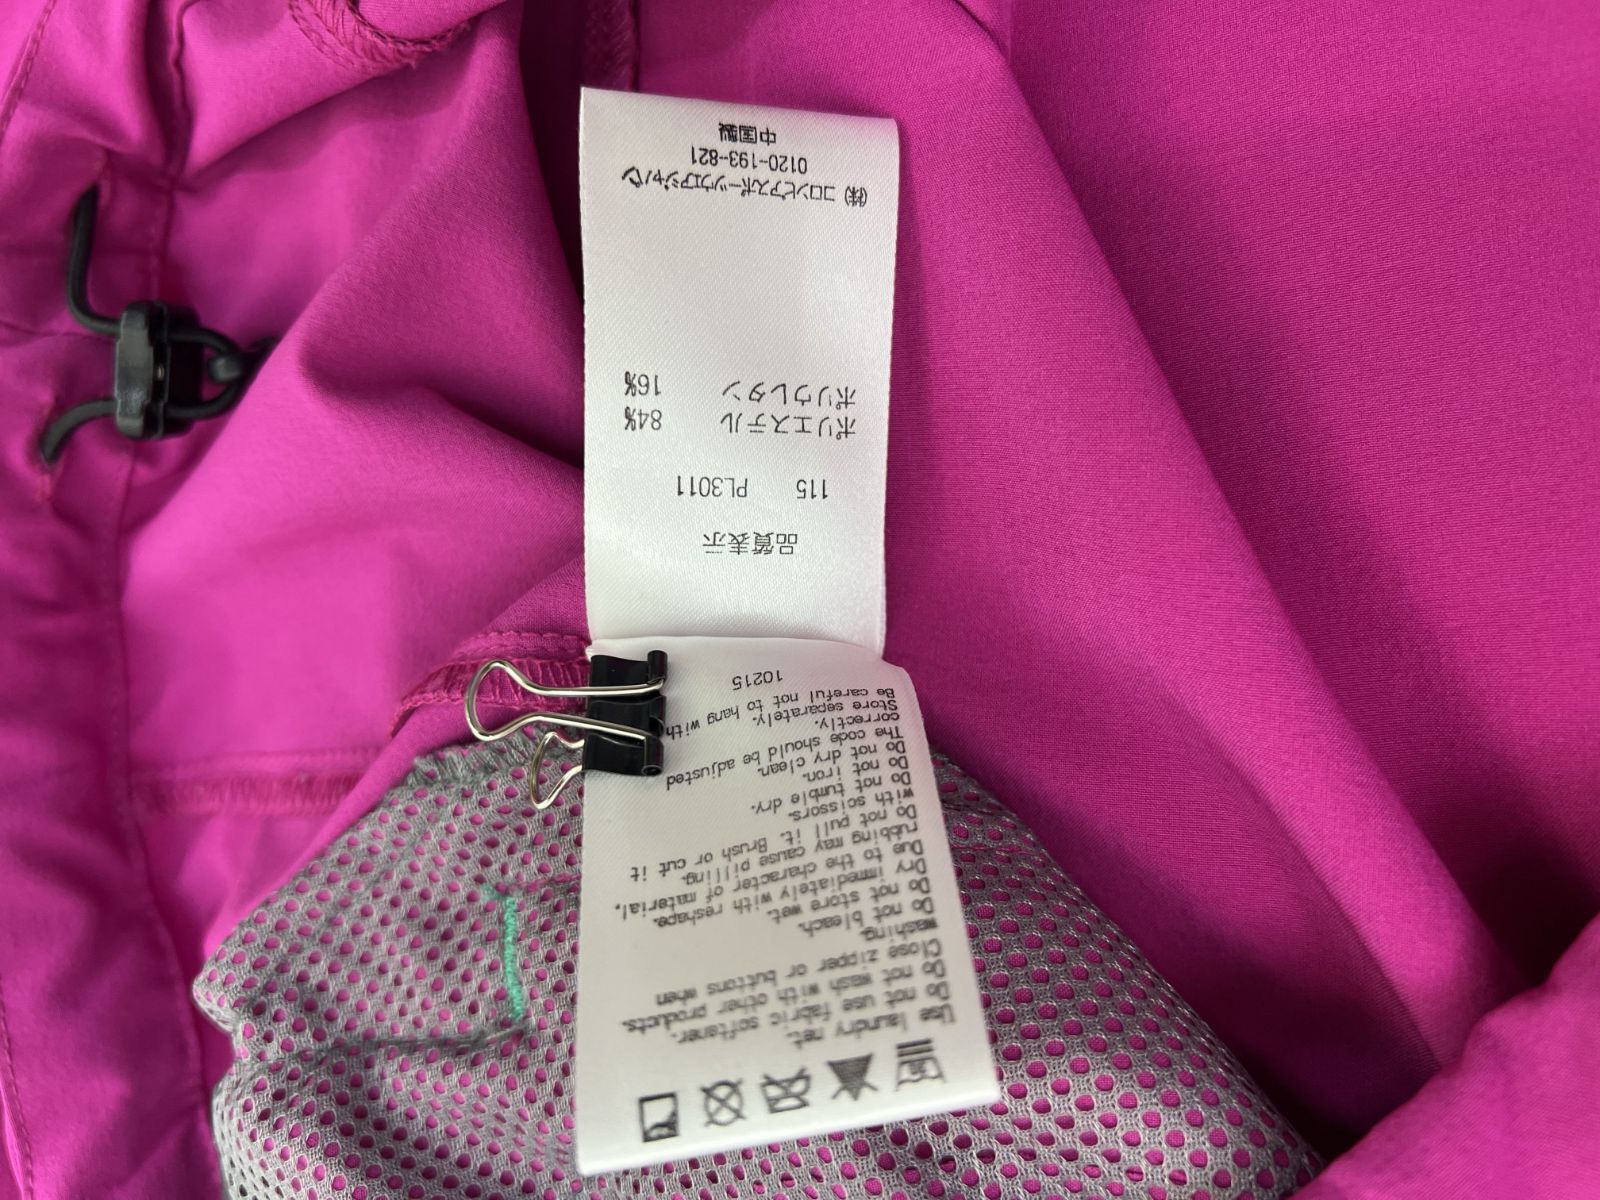 Use laundry net.
Do not use fabric softener.
Do not wash with other products.
Close zipper or buttons when
washing.
Do not bleach.
Do not store wet.
Dry immediately with reshape.
Due to the character of material,
rubbing may cause pilling.
Do not pull it. Brush or cut it
with scissors.
Do not tumble dry.
Do not iron.
Do not dry clean.
The code should be adjusted
correctly.
Store separately.
Be careful not to hang with
10215
品質表示
115 PL3011
ポリエステル 84%
ポリウレタン 16%
(株)コロンビアスポーツウエアジャパン
0120-193-821
中国製